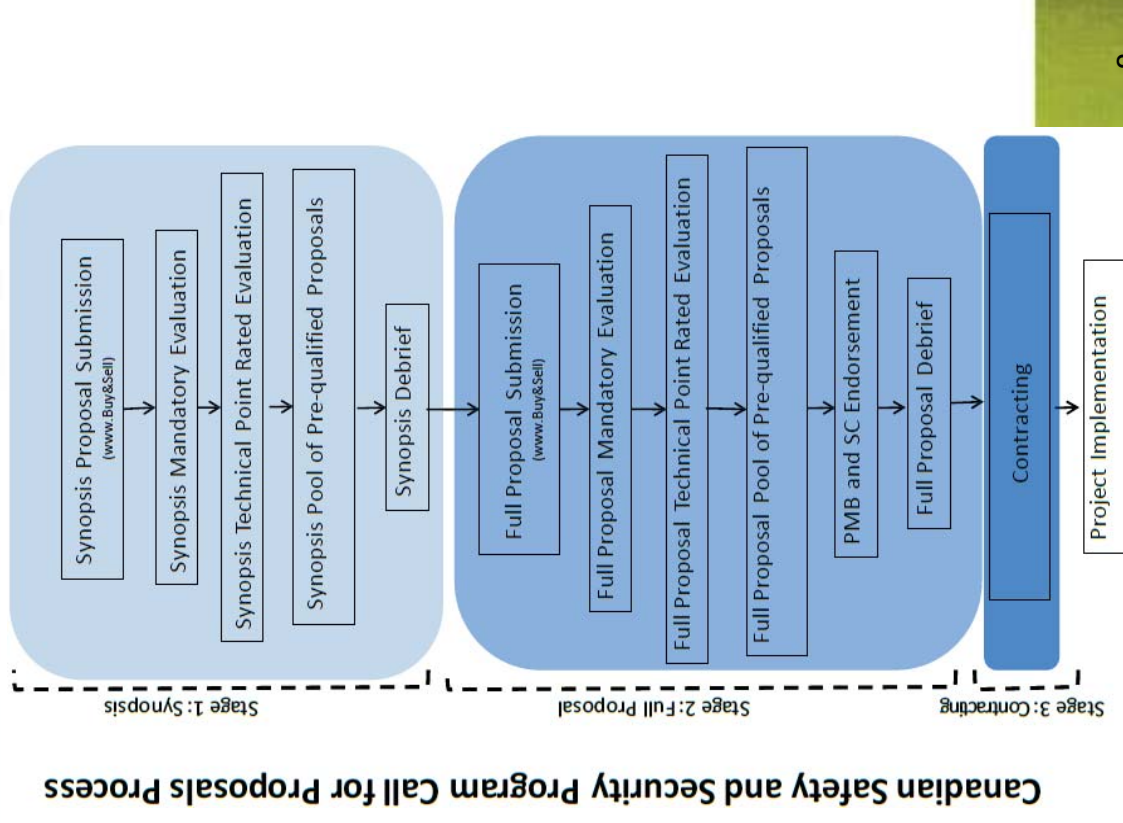 Canadian Safety and Security Program Call for Proposals Process
Stage 1: Synopsis
Synopsis Proposal Submission
(www.Buy&Sell)
Synopsis Mandatory Evaluation
Synopsis Technical Point Rated Evaluation
Synopsis Pool of Pre-qualified Proposals
Synopsis Debrief
Stage 2: Full Proposal
Full Proposal Submission
(www.Buy&Sell)
Full Proposal Mandatory Evaluation
Full Proposal Technical Point Rated Evaluation
Full Proposal Pool of Pre-qualified Proposals
PMB and SC Endorsement
Full Proposal Debrief
Stage 3: Contracting
Contracting
Project Implementation